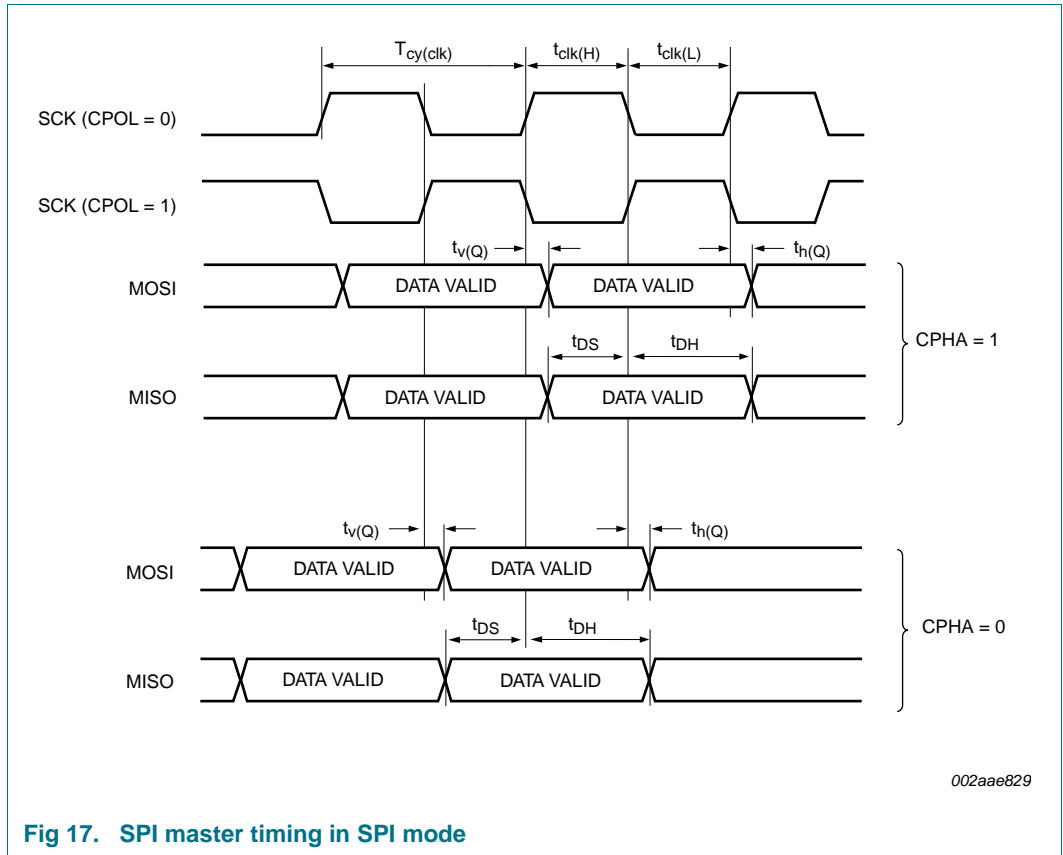 Tcy(clk) tclk(H) tclk(L)
SCK (CPOL = 0)
SCK (CPOL = 1)
tv(Q) th(Q)
MOSI DATA VALID DATA VALID
CPHA = 1
tDS tDH
MISO DATA VALID DATA VALID
tv(Q) th(Q)
MOSI DATA VALID DATA VALID
CPHA = 0
tDS tDH
MISO DATA VALID DATA VALID
002aae829
Fig 17. SPI master timing in SPI mode